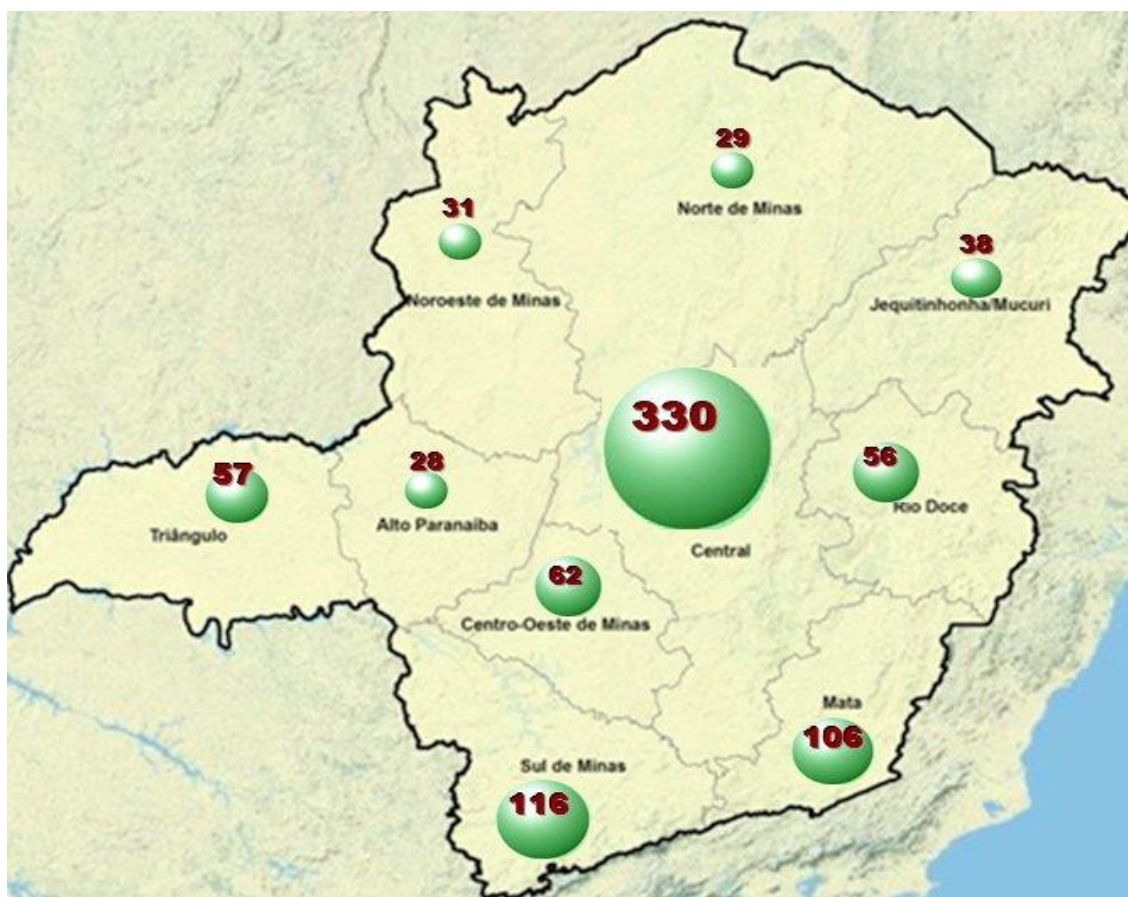 29
Norte de Minas
31
Noroeste de Minas
38
Jequitinhonha/Mucuri
330
Central
57
Triângulo
28
Alto Paranaíba
56
Rio Doce
62
Centro-Oeste de Minas
Mata
106
Sul de Minas
116